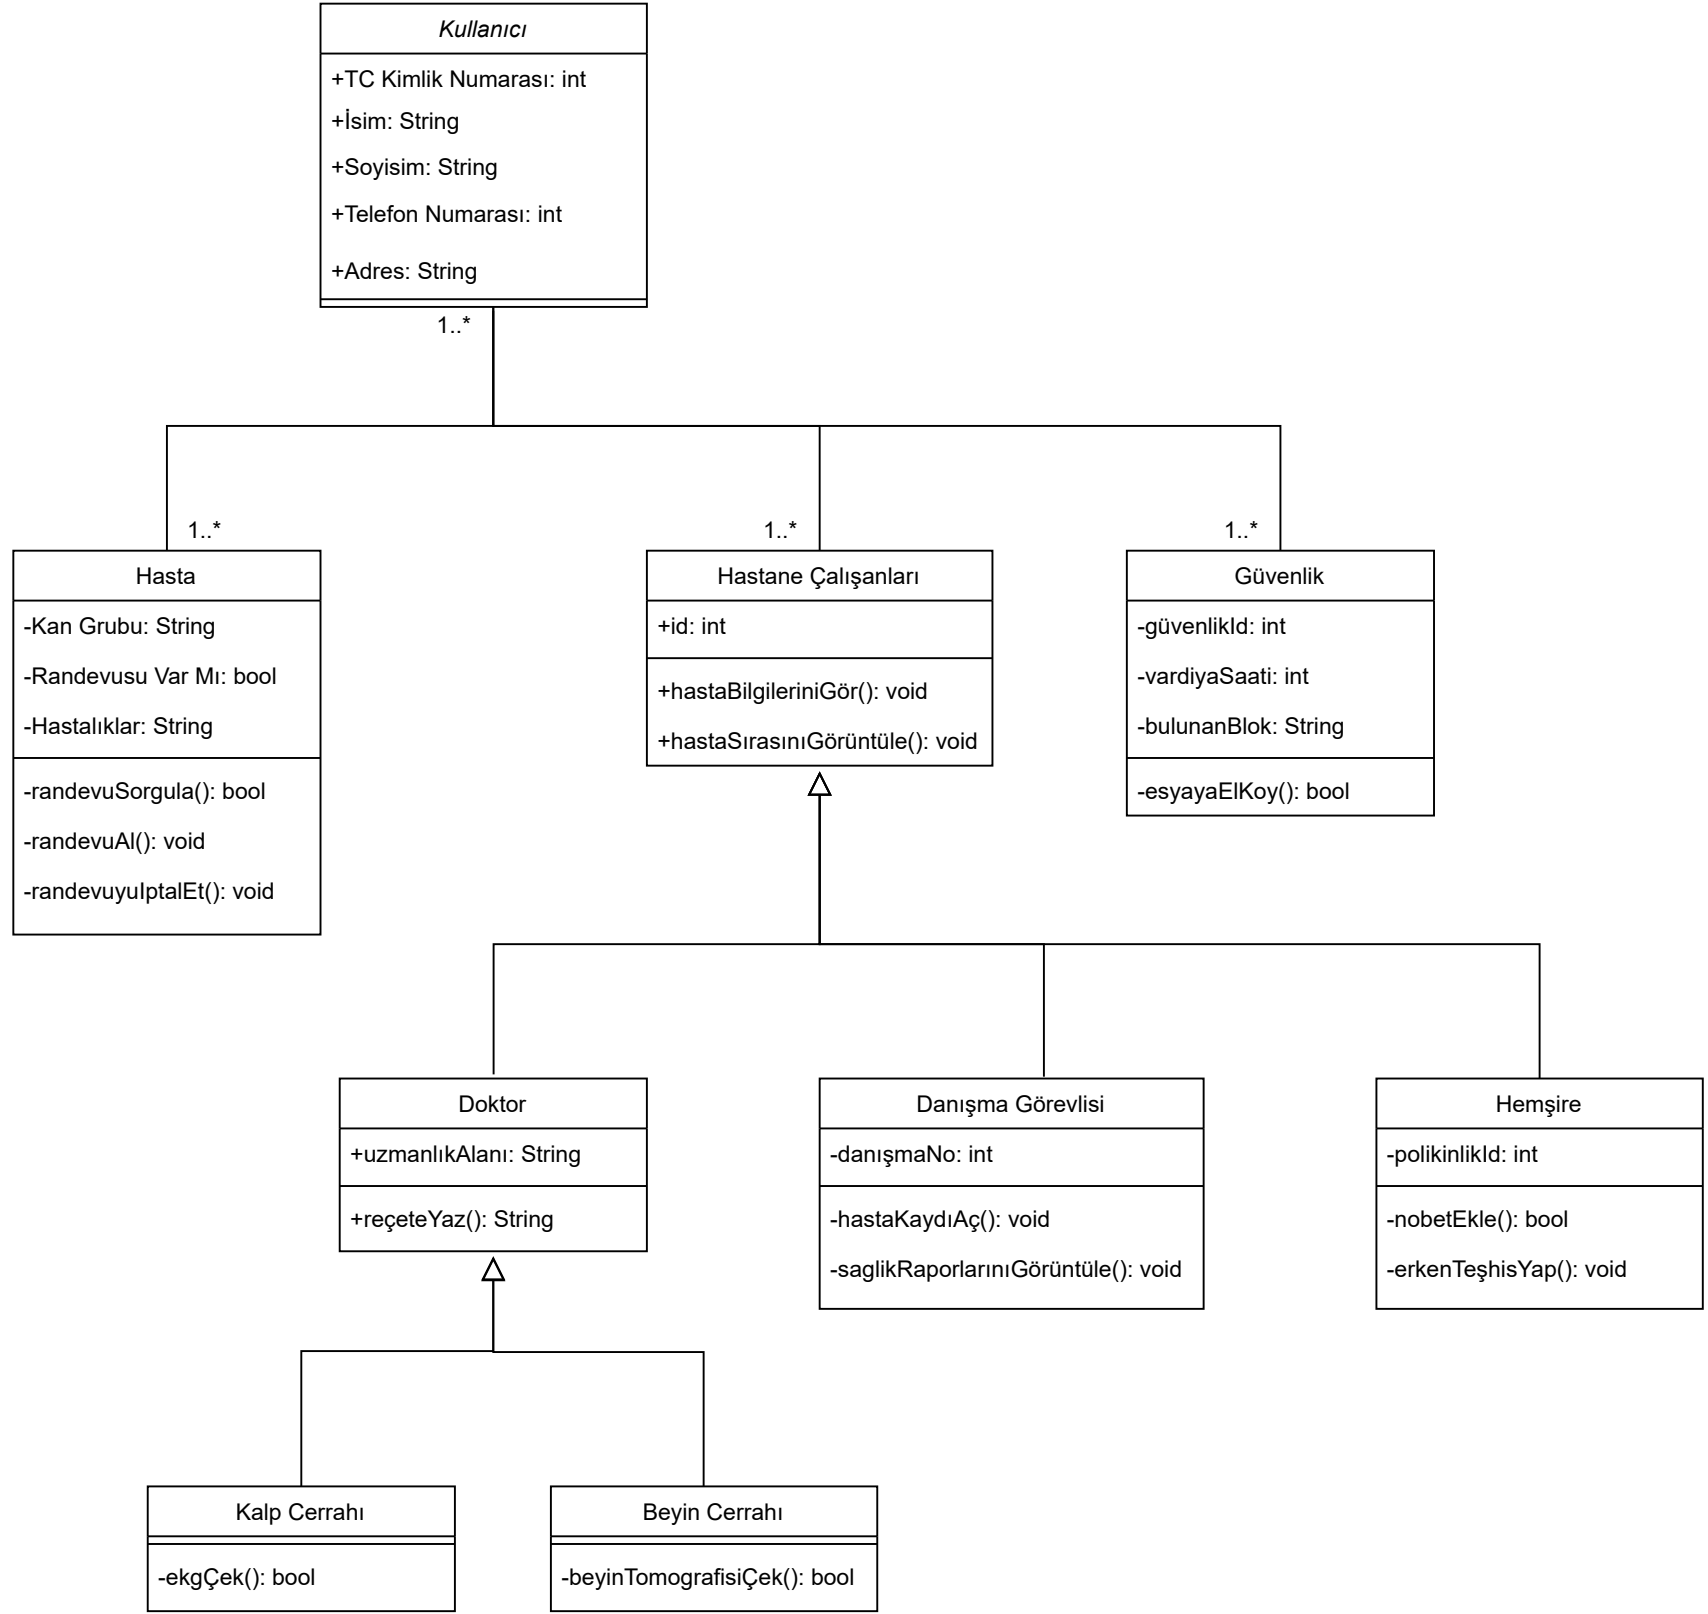 Kullanıcı
+TC Kimlik Numarası: int
+İsim: String
+Soyisim: String
+Telefon Numarası: int
+Adres: String
1..*
1..*
1..*
1..*
Hasta
-Kan Grubu: String
-Randevusu Var Mı: bool
-Hastalıklar: String
-randevuSorgula(): bool
-randevuAl(): void
-randevuyuIptalEt(): void
Hastane Çalışanları
+id: int
+hastaBilgileriniGör(): void
+hastaSırasınıGörüntüle(): void
Güvenlik
-güvenlikId: int
-vardiyaSaati: int
-bulunanBlok: String
-esyayaElKoy(): bool
Doktor
+uzmanlıkAlanı: String
+reçeteYaz(): String
Danışma Görevlisi
-danışmaNo: int
-hastaKaydıAç(): void
-saglikRaporlarınıGörüntüle(): void
Hemşire
-polikinlikId: int
-nobetEkle(): bool
-erkenTeşhisYap(): void
Kalp Cerrahı
-ekgÇek(): bool
Beyin Cerrahı
-beyinTomografisiÇek(): bool